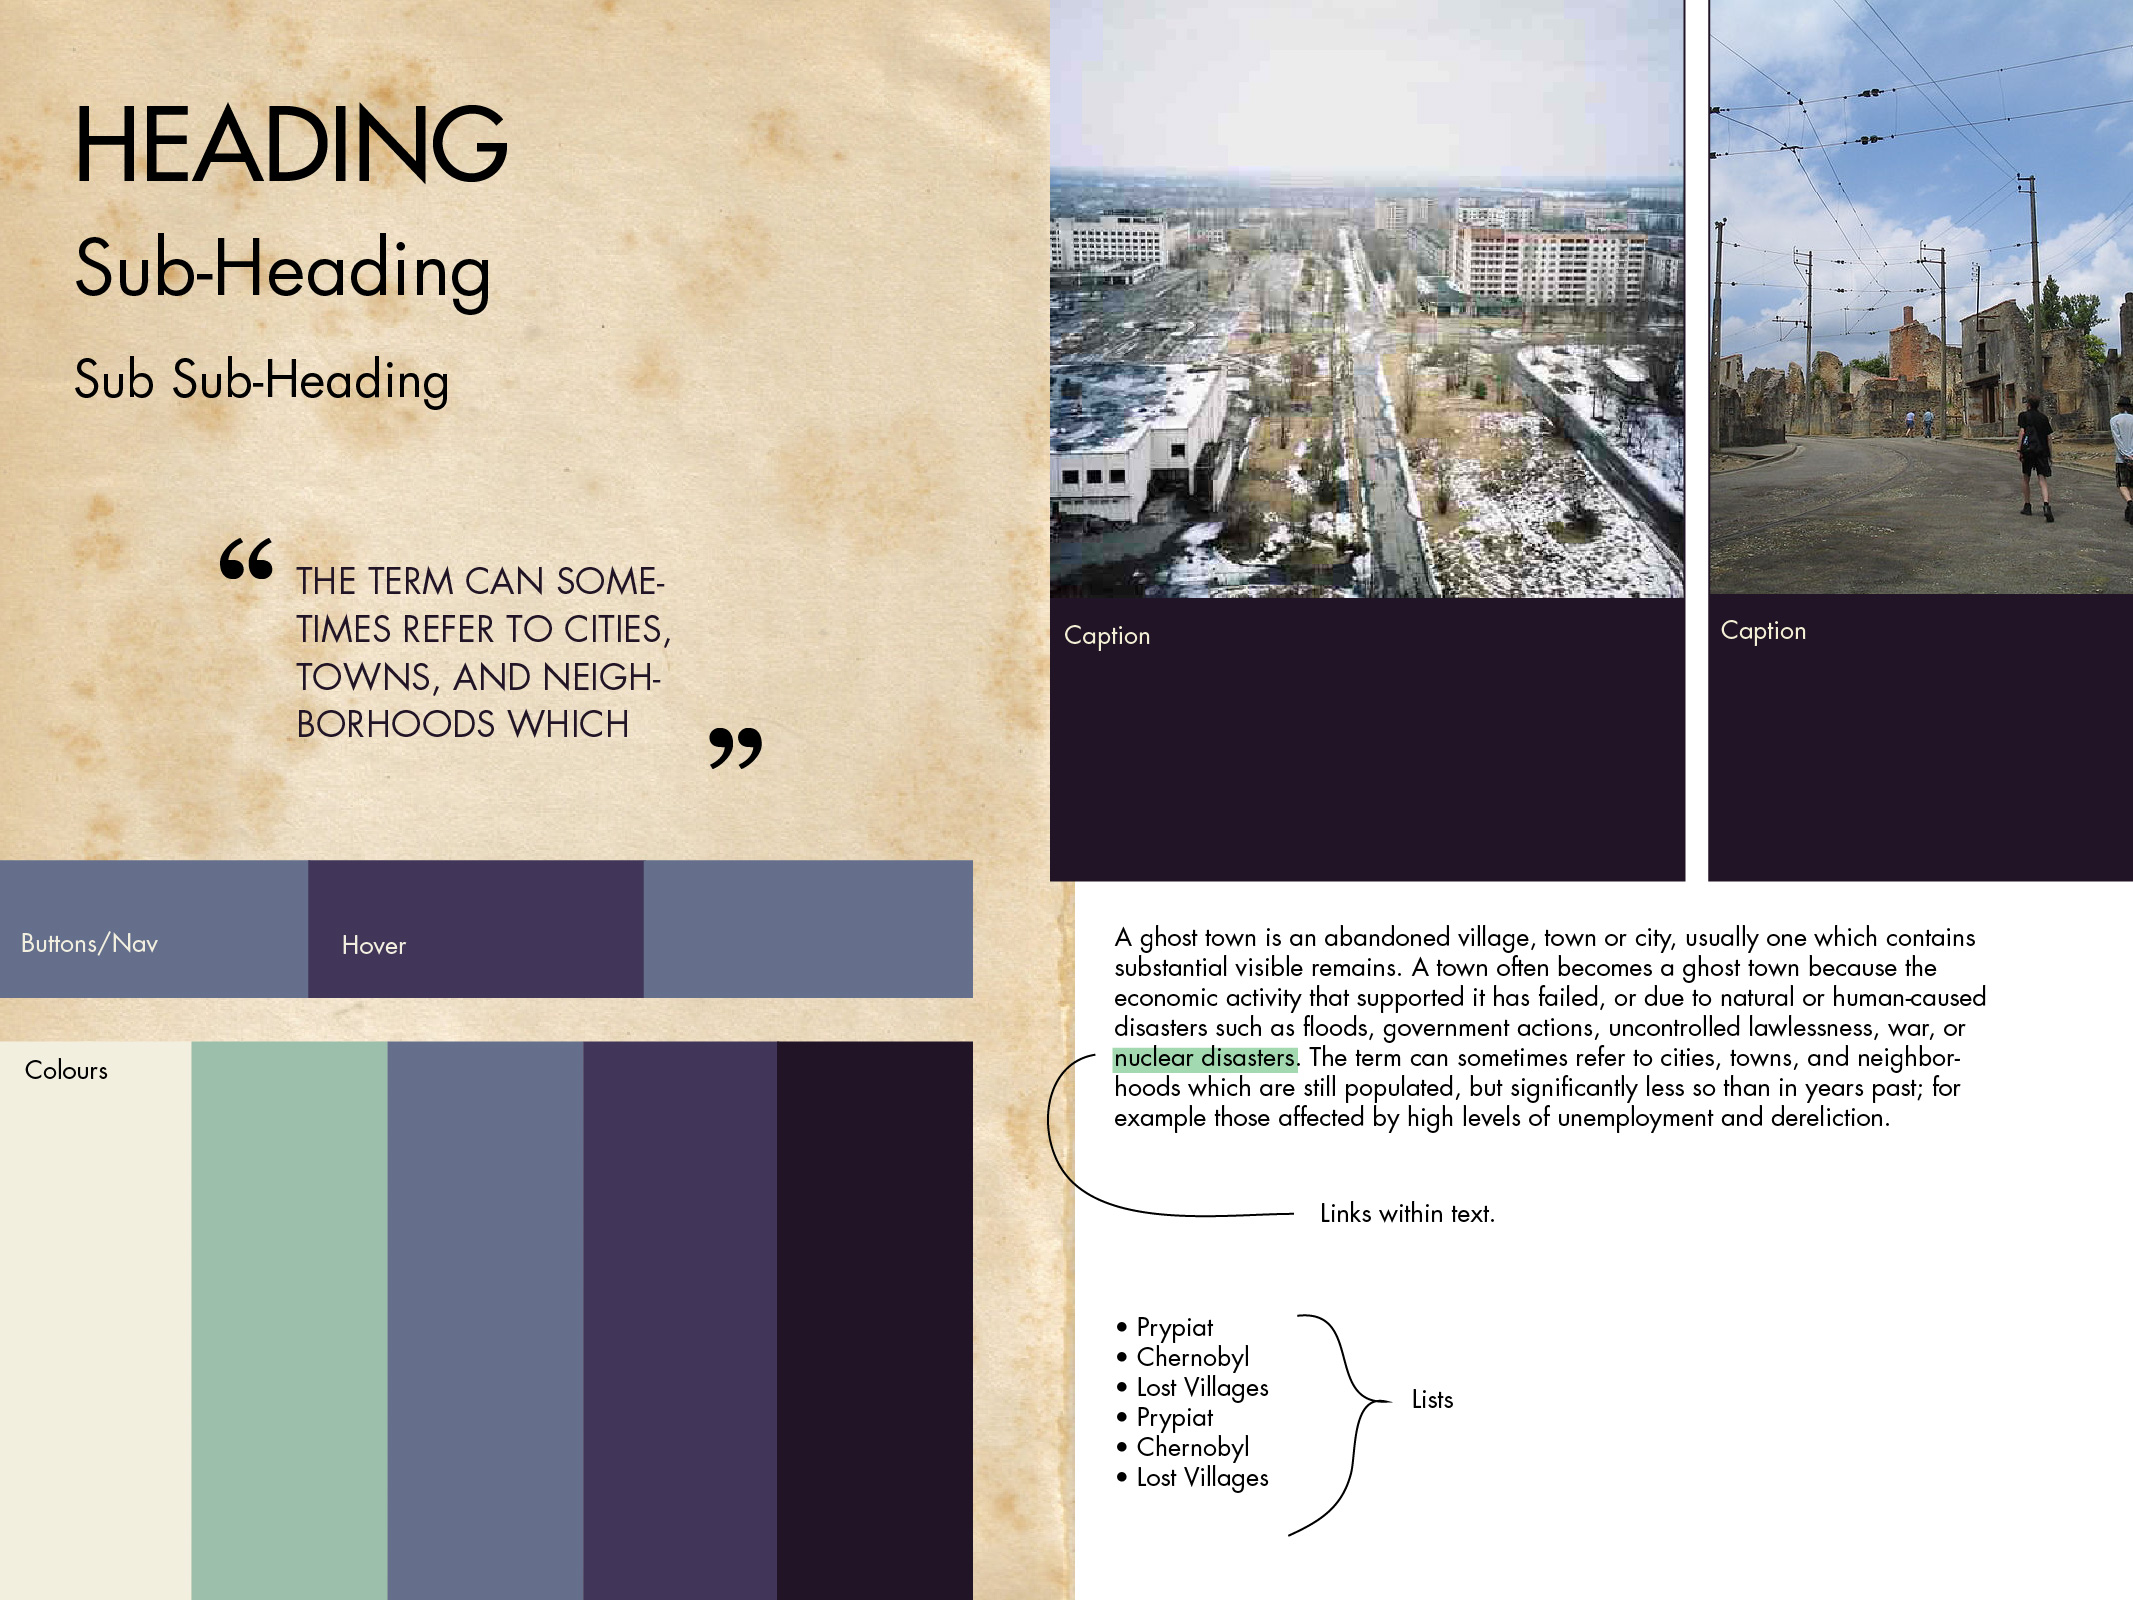 HEADING
Sub-Heading
Sub Sub-Heading
“ THE TERM CAN SOME-
TIMES REFER TO CITIES,
TOWNS, AND NEIGH-
BORHOODS WHICH ”
Buttons/Nav
Hover
Colours
Caption
Caption
A ghost town is an abandoned village, town or city, usually one which contains
substantial visible remains. A town often becomes a ghost town because the
economic activity that supported it has failed, or due to natural or human-caused
disasters such as floods, government actions, uncontrolled lawlessness, war, or
nuclear disasters. The term can sometimes refer to cities, towns, and neighbor-
hoods which are still populated, but significantly less so than in years past; for
example those affected by high levels of unemployment and dereliction.
Links within text.
• Prypiat
• Chernobyl
• Lost Villages
• Prypiat
• Chernobyl
• Lost Villages
Lists